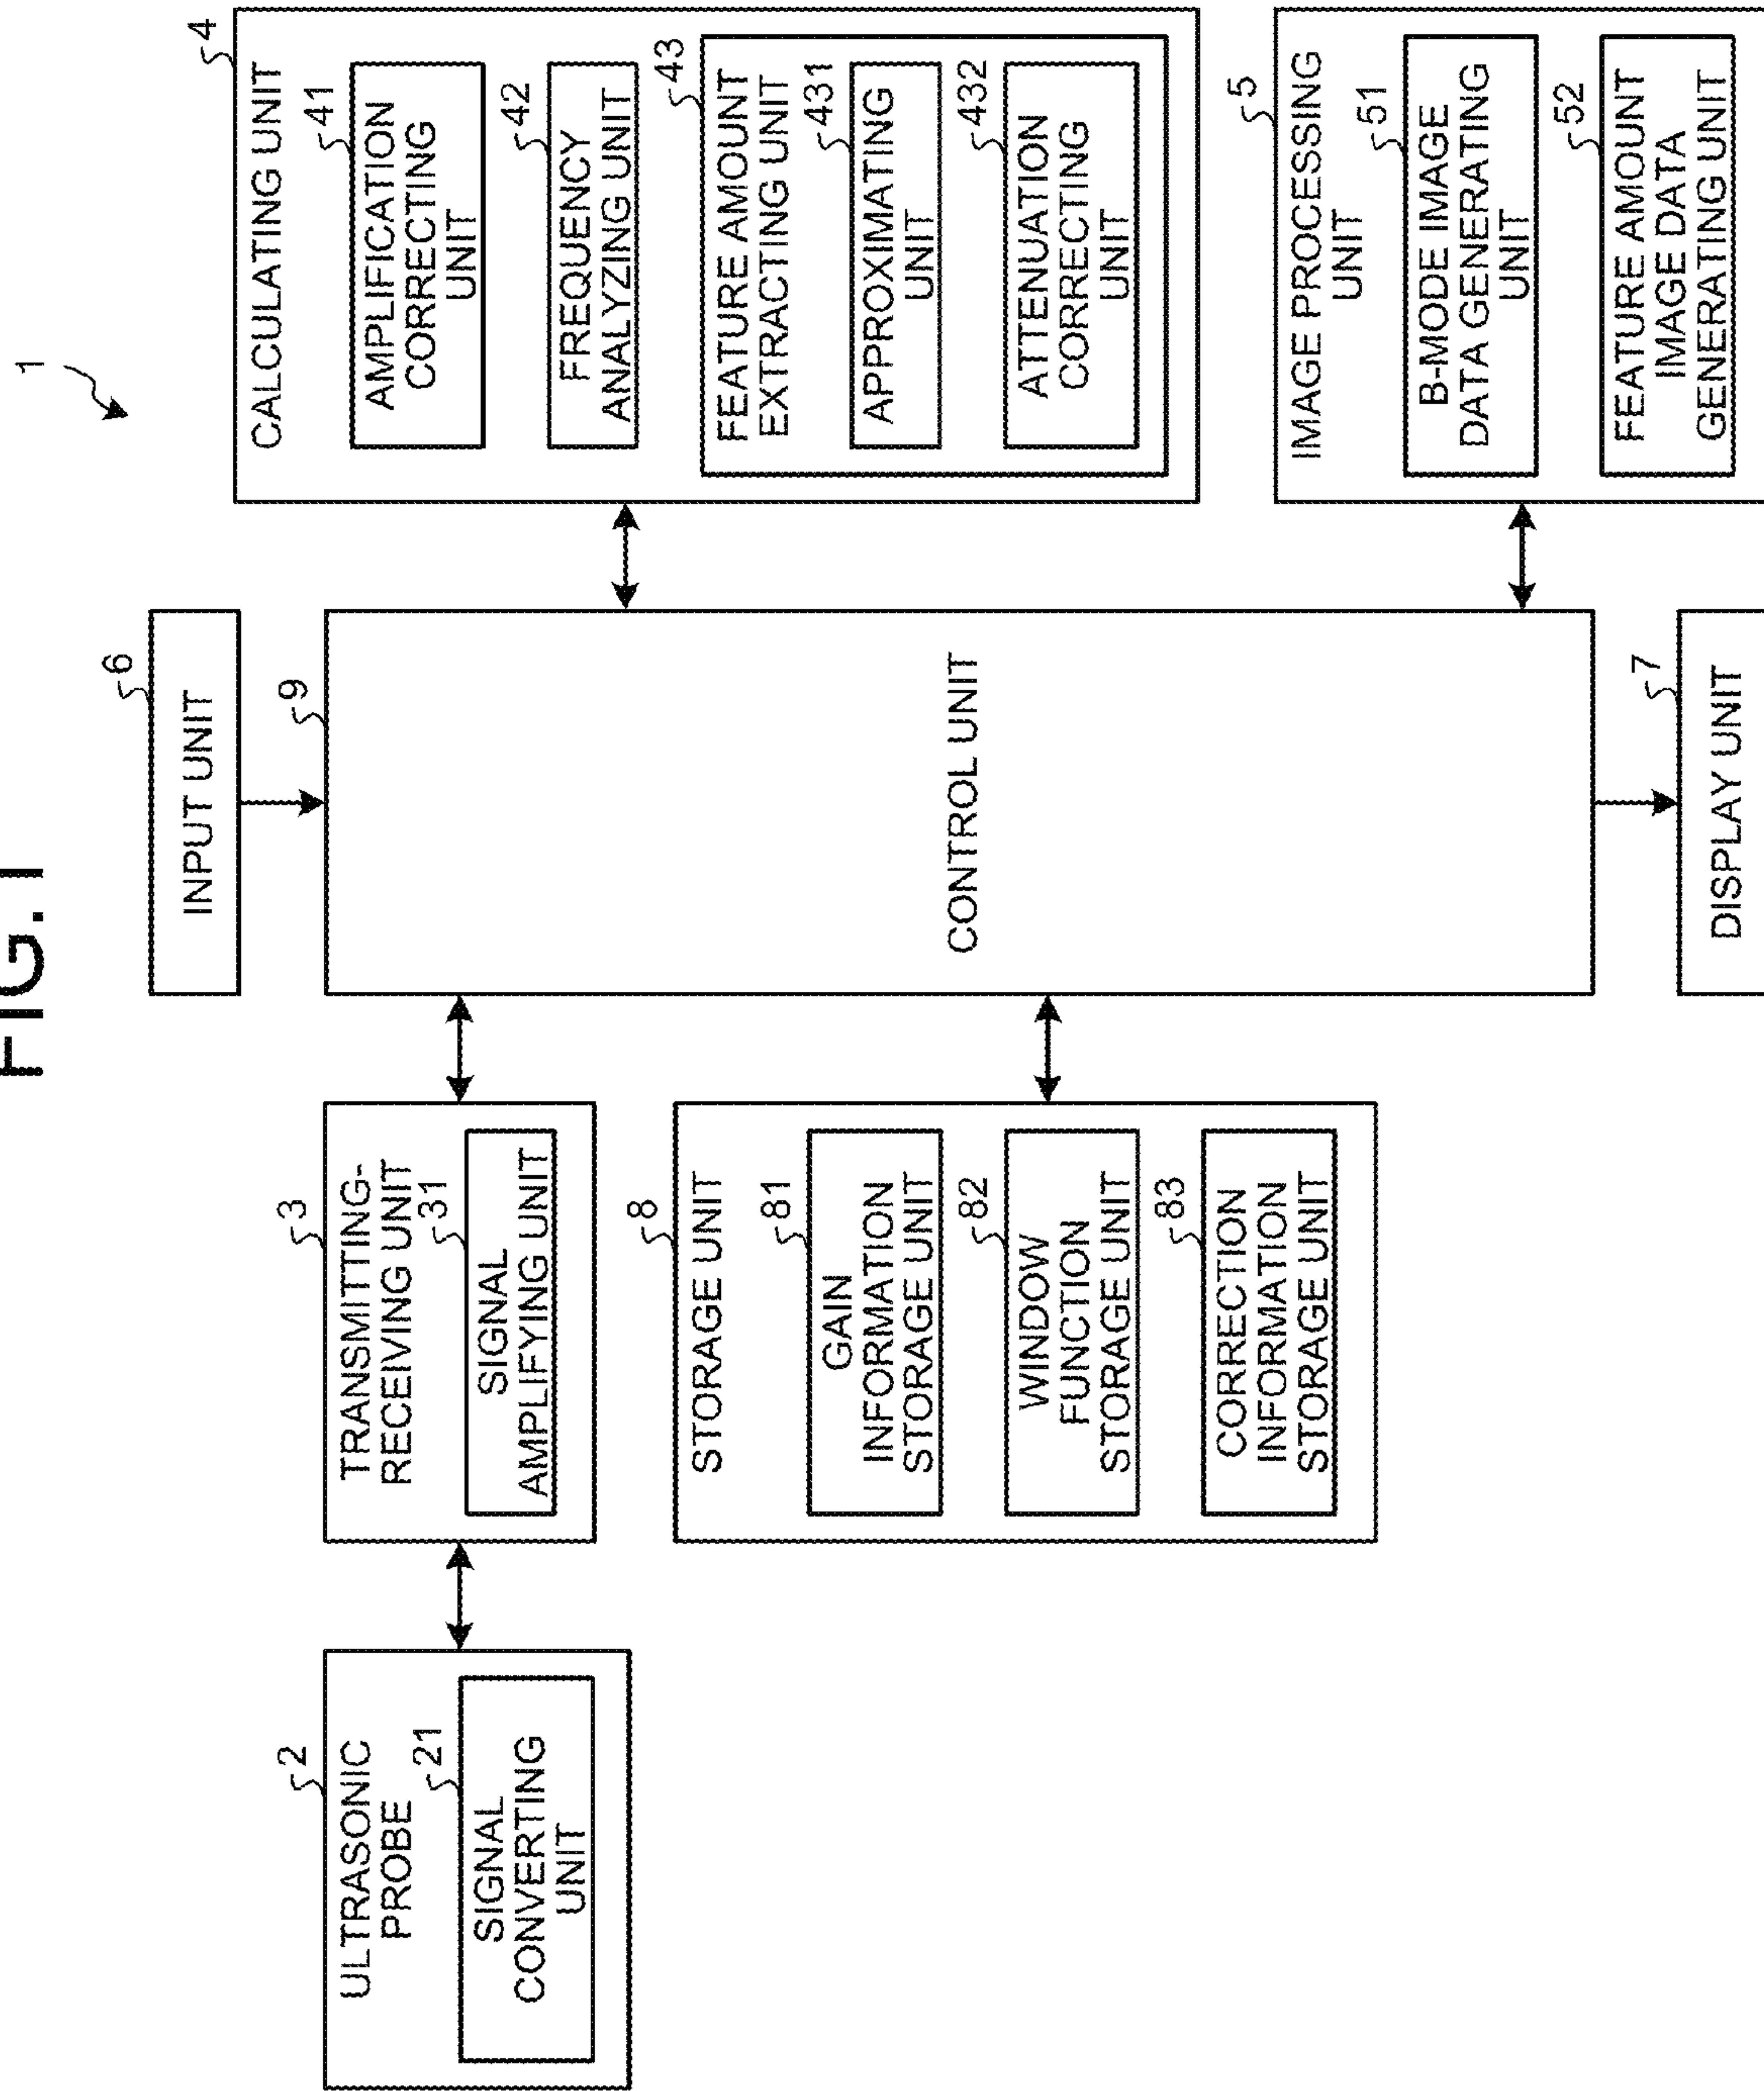 FIG.1
1
6
INPUT UNIT
9
CONTROL UNIT
7
DISPLAY UNIT
2
ULTRASONIC
PROBE
21
SIGNAL
CONVERTING
UNIT
3
TRANSMITTING-
RECEIVING UNIT
31
SIGNAL
AMPLIFYING UNIT
8
STORAGE UNIT
81
GAIN
INFORMATION
STORAGE UNIT
82
WINDOW
FUNCTION
STORAGE UNIT
83
CORRECTION
INFORMATION
STORAGE UNIT
4
CALCULATING UNIT
41
AMPLIFICATION
CORRECTING
UNIT
42
FREQUENCY
ANALYZING UNIT
43
FEATURE AMOUNT
EXTRACTING UNIT
431
APPROXIMATING
UNIT
432
ATTENUATION
CORRECTING
UNIT
5
IMAGE PROCESSING
UNIT
51
B-MODE IMAGE
DATA GENERATING
UNIT
52
FEATURE AMOUNT
IMAGE DATA
GENERATING UNIT